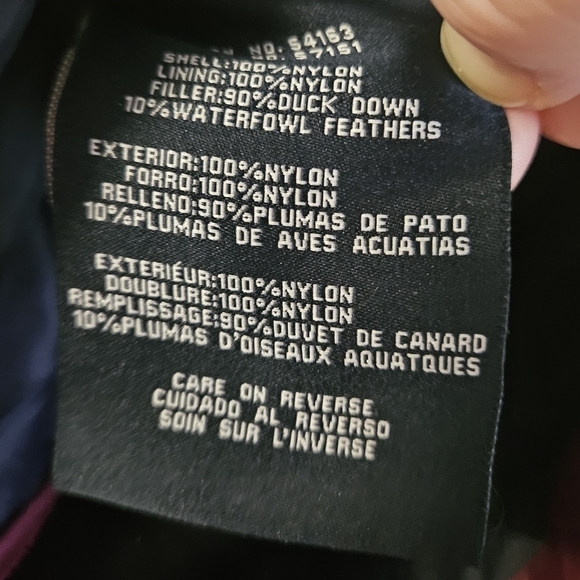 NO. 54163
NO. 57151
SHELL:100%NYLON
LINING:100%NYLON
FILLER:90%DUCK DOWN
10%WATERFOWL FEATHERS
EXTERIOR:100%NYLON
FORRO:100%NYLON
RELLENO:90%PLUMAS DE PATO
10%PLUMAS DE AVES ACUATIAS
EXTERIÉUR:100%NYLON
DOUBLURE:100%NYLON
REMPLISSAGE:90%DUVET DE CANARD
10%PLUMAS D'OISEAUX AQUATQUES
CARE ON REVERSE
CUIDADO AL REVERSO
SOIN SUR L'INVERSE